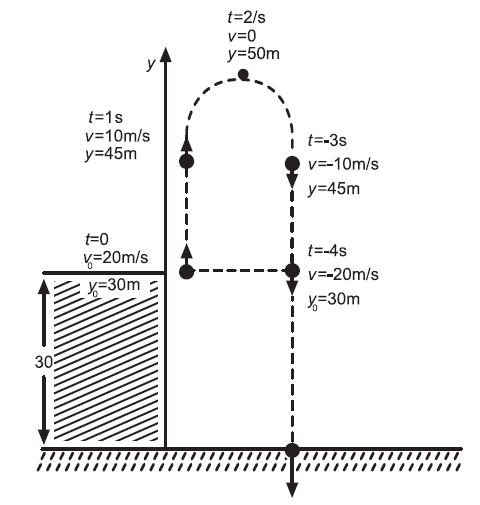 t=2/s
v=0
y=50m
y
t=1s
v=10m/s
y=45m
t=-3s
v=-10m/s
y=45m
t=0
v₀=20m/s
y₀=30m
t=-4s
v=-20m/s
y₀=30m
30